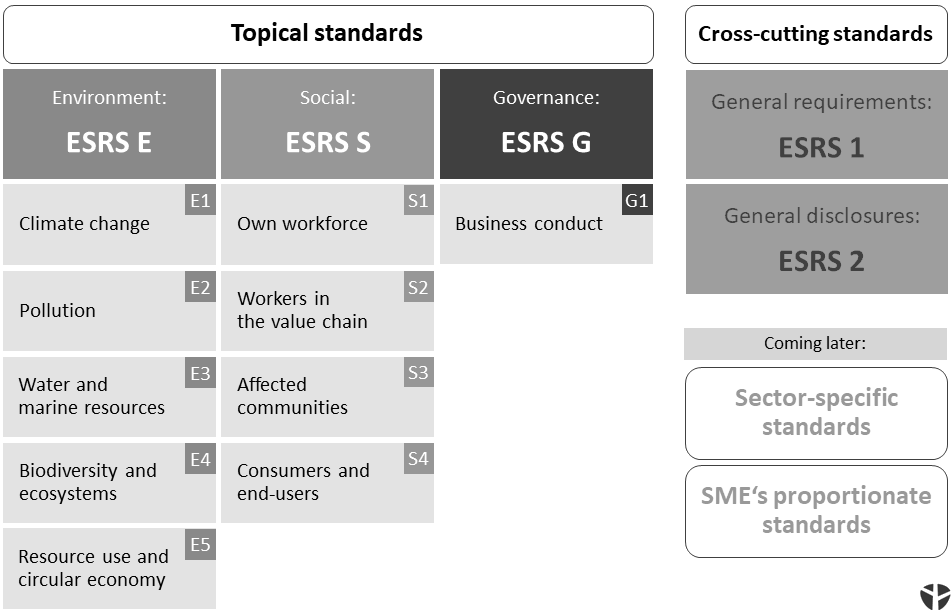 Topical standards
Environment:
ESRS E
Social:
ESRS S
Governance:
ESRS G
E1
Climate change
E2
Pollution
E3
Water and
marine resources
E4
Biodiversity and
ecosystems
E5
Resource use and
circular economy
S1
Own workforce
S2
Workers in
the value chain
S3
Affected
communities
S4
Consumers and
end-users
G1
Business conduct
Cross-cutting standards
General requirements:
ESRS 1
General disclosures:
ESRS 2
Coming later:
Sector-specific
standards
SME‘s proportionate
standards